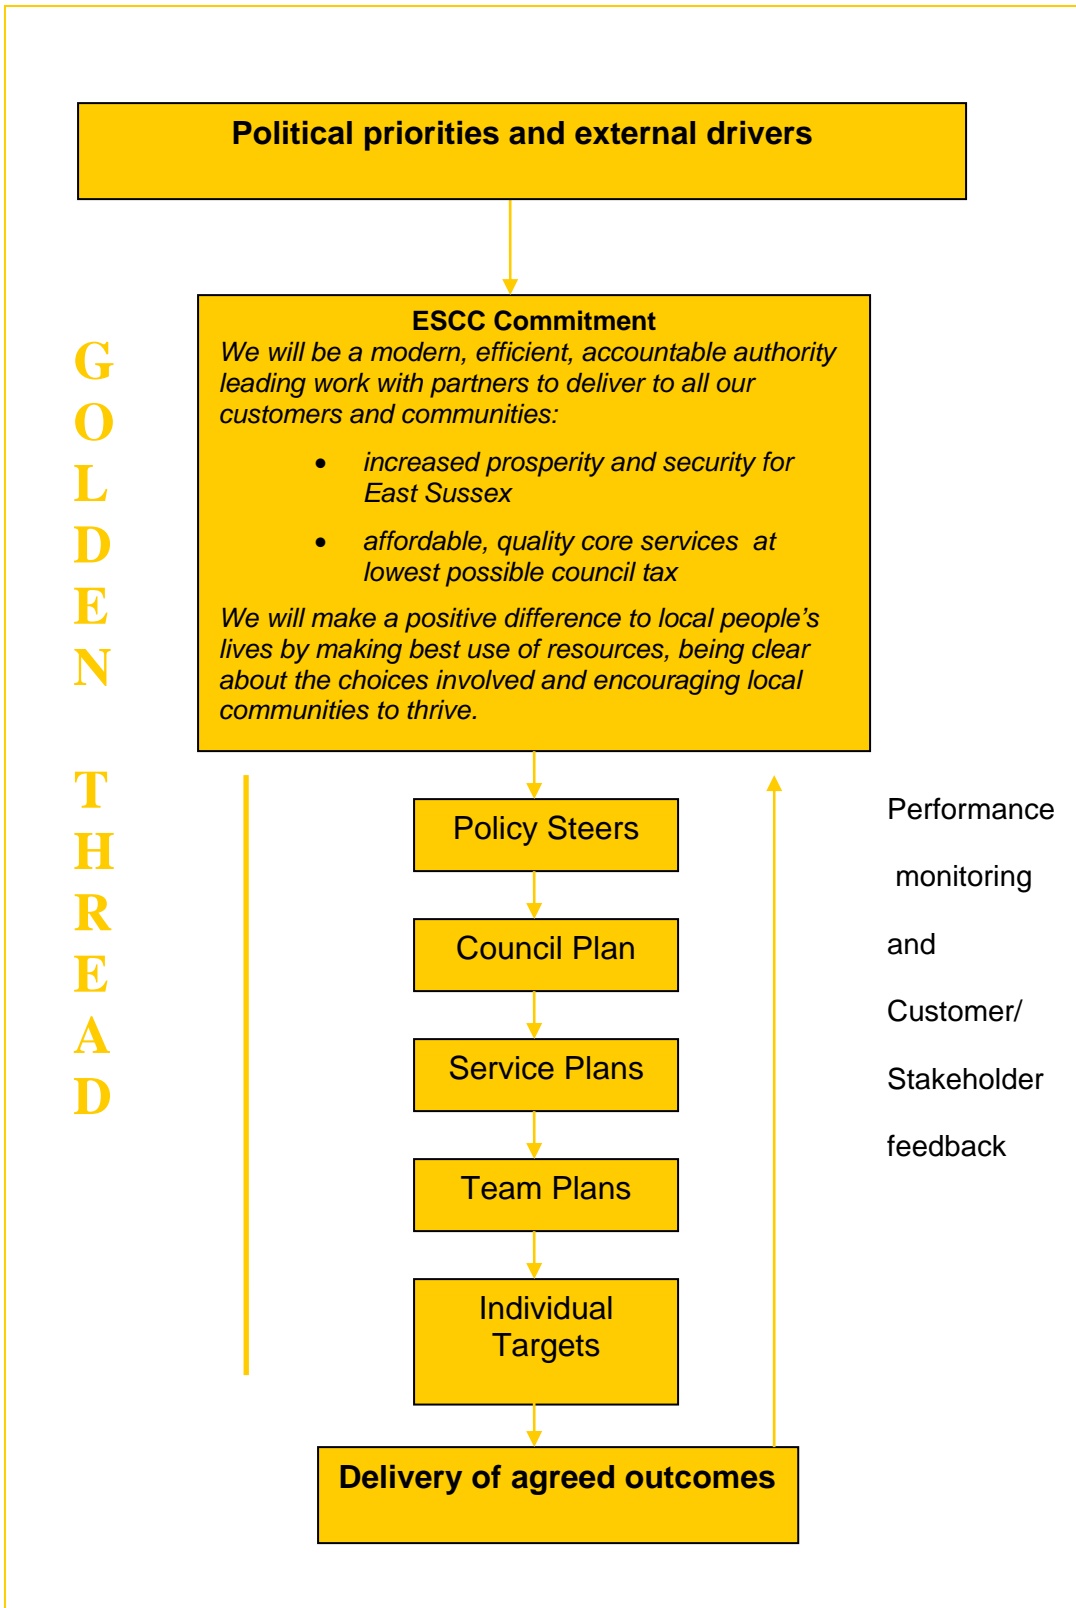 Political priorities and external drivers
ESCC Commitment
We will be a modern, efficient, accountable authority
leading work with partners to deliver to all our
customers and communities:
• increased prosperity and security for
East Sussex
• affordable, quality core services at
lowest possible council tax
We will make a positive difference to local people’s
lives by making best use of resources, being clear
about the choices involved and encouraging local
communities to thrive.
G
O
L
D
E
N
T
H
R
E
A
D
Policy Steers
Council Plan
Service Plans
Team Plans
Individual
Targets
Delivery of agreed outcomes
Performance
monitoring
and
Customer/
Stakeholder
feedback